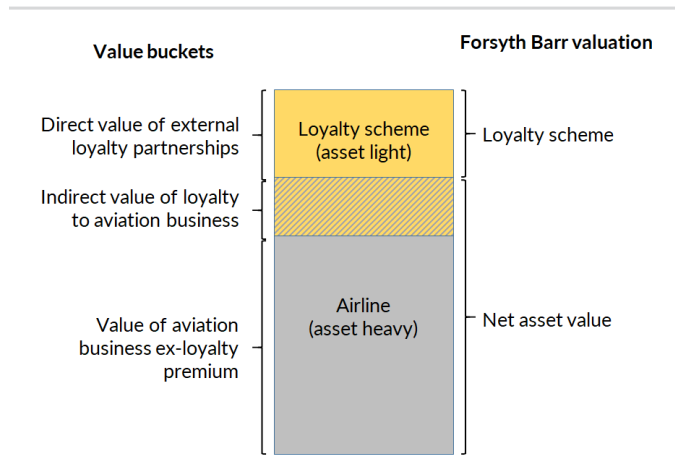 Value buckets
Forsyth Barr valuation
Direct value of external
loyalty partnerships
Loyalty scheme
(asset light)
Loyalty scheme
Indirect value of loyalty
to aviation business
Airline
(asset heavy)
Value of aviation
business ex-loyalty
premium
Net asset value